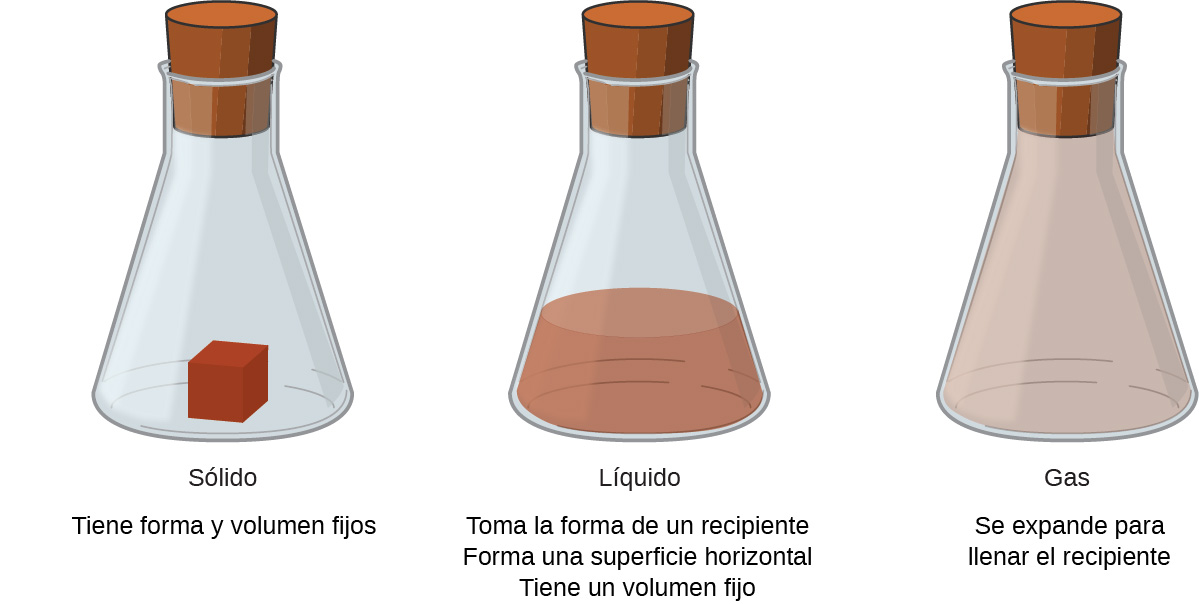 Sólido
Tiene forma y volumen fijos
Líquido
Toma la forma de un recipiente
Forma una superficie horizontal
Tiene un volumen fijo
Gas
Se expande para
llenar el recipiente